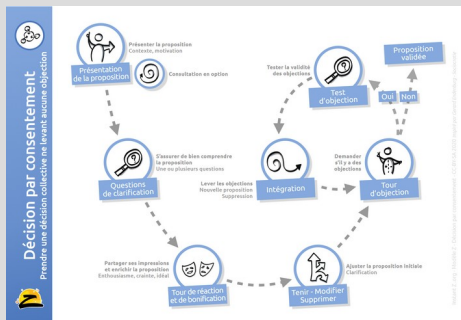 Décision par consentement
Prendre une décision collective ne levant aucune objection
Présenter la proposition
Contexte, motivation
Présentation
de la proposition
Consultation en option
S'assurer de bien comprendre
la proposition
Une ou plusieurs questions
Questions
de clarification
Partager ses impressions
et enrichir la proposition
Enthousiasme, crainte, idéal
Tour de réaction
et de bonification
Ajuster la proposition initiale
Clarification
Tenir - Modifier
Supprimer
Demander
s'il y a des
objections
Tour
d'objection
Oui
Non
Proposition
validée
Tester la validité
des objections
Test
d'objection
Lever les objections
Nouvelle proposition
Suppression
Intégration